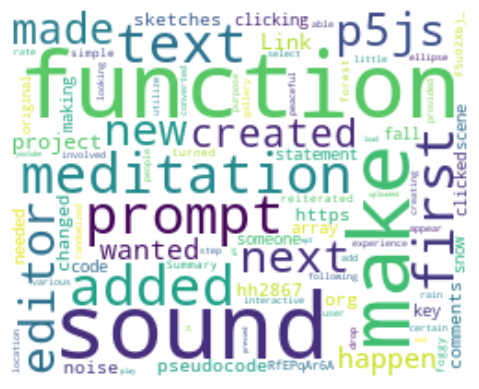 made
sketches
clicking
able
p5js
rate
simple
text
Link
select
ellipse
function
new
created
project
making
meditation
statement
fall
scene
prompt
reiterated
https
first
make
editor
needed
changed
wanted
someone
array
next
added
hh2867
org
code
step
Summary
experience
add
various
interactive
following
user
key
comments
snow
clicked
rain
appear
creating
certain
sound
happen
foggy
drop
noise
pseudocode
RfEPqAr6A
location
play
original
looking
utilize
converted
purpose
gallery
peaceful
forest
little
provided
involved
turned
people
randomised
youtube
uploaded
pressed